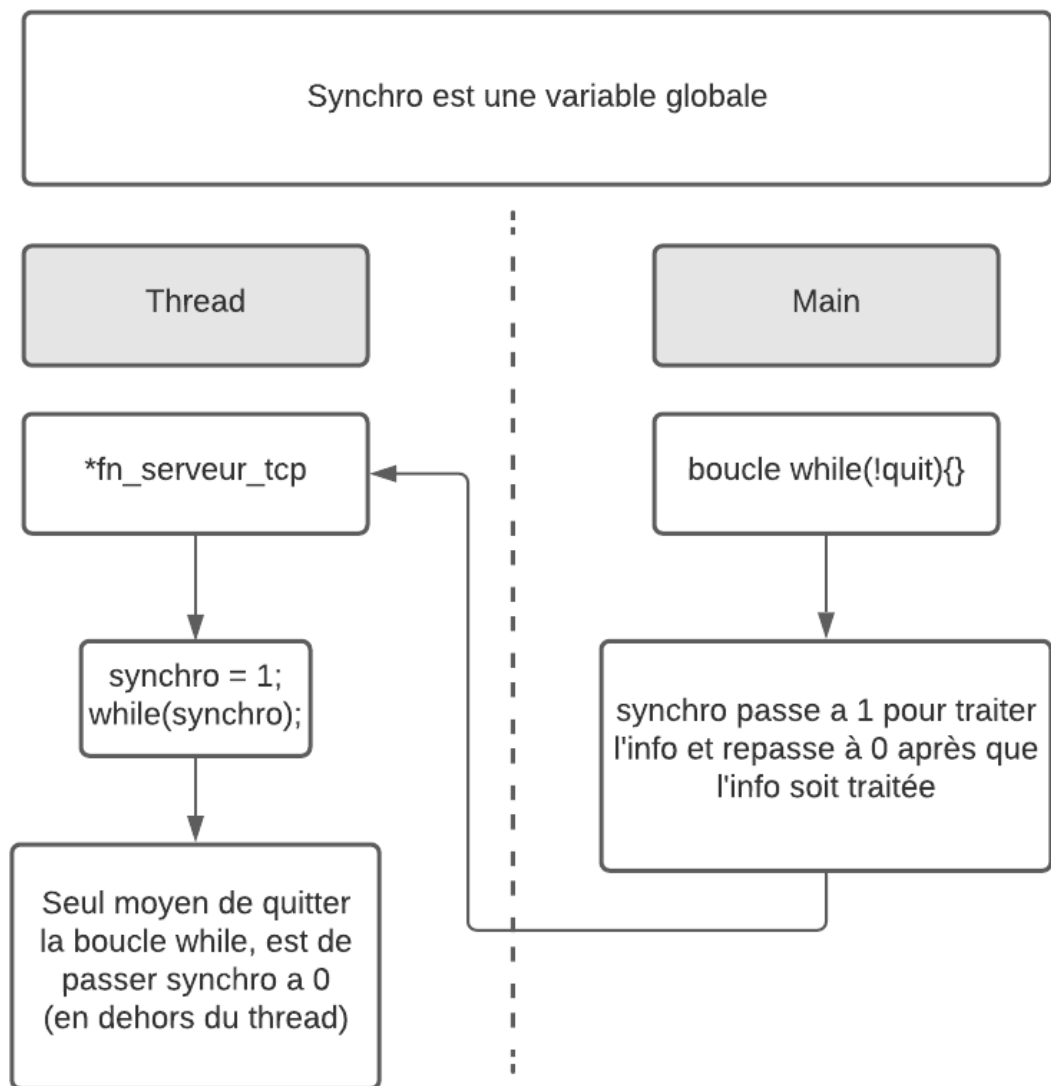 Synchro est une variable globale
Thread
Main
*fn_serveur_tcp
boucle while(!quit){}
synchro = 1;
while(synchro);
synchro passe a 1 pour traiter
l'info et repasse à 0 après que
l'info soit traitée
Seul moyen de quitter
la boucle while, est de
passer synchro a 0
(en dehors du thread)